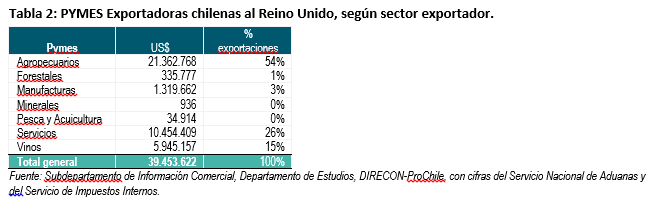 Tabla 2: PYMES Exportadoras chilenas al Reino Unido, según sector exportador.
Pymes US$ % exportaciones
Agropecuarios 21.362.768 54%
Forestales 335.777 1%
Manufacturas 1.319.662 3%
Minerales 936 0%
Pesca y Acuicultura 34.914 0%
Servicios 10.454.409 26%
Vinos 5.945.157 15%
Total general 39.453.622 100%
Fuente: Subdepartamento de Información Comercial, Departamento de Estudios, DIRECON-ProChile, con cifras del Servicio Nacional de Aduanas y
del Servicio de Impuestos Internos.